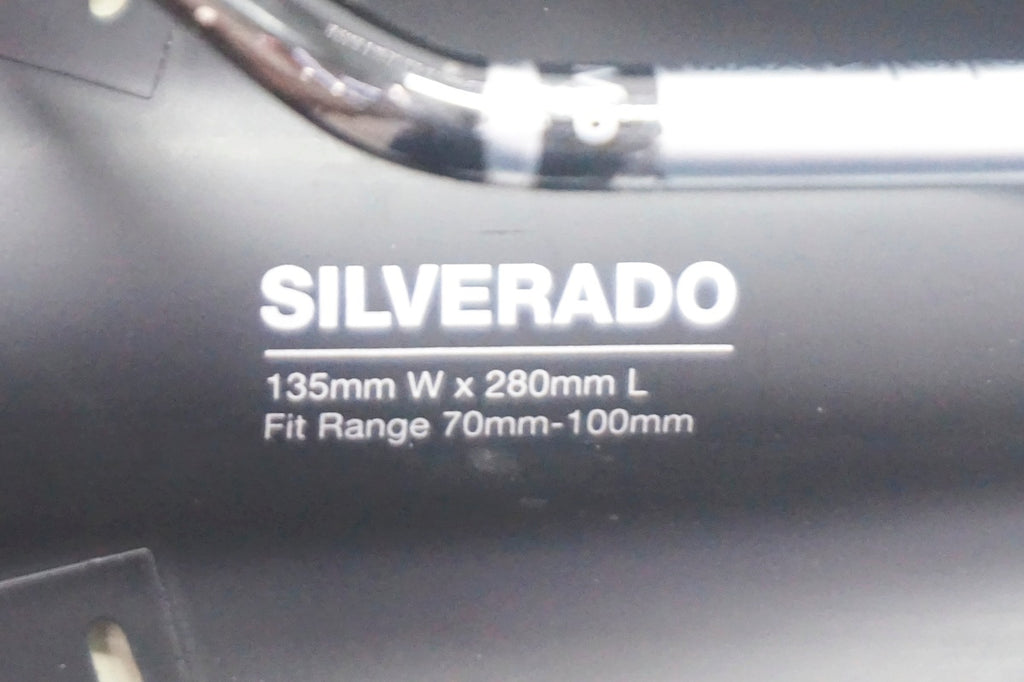 SILVERADO
135mm W x 280mm L
Fit Range 70mm-100mm